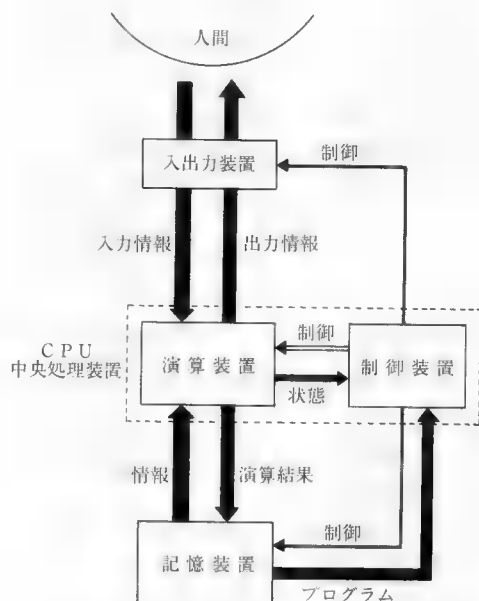 人間
入出力装置
制御
入力情報
出力情報
CPU
中央処理装置
演算装置
制御
状態
制御装置
情報
演算結果
制御
記憶装置
プログラム